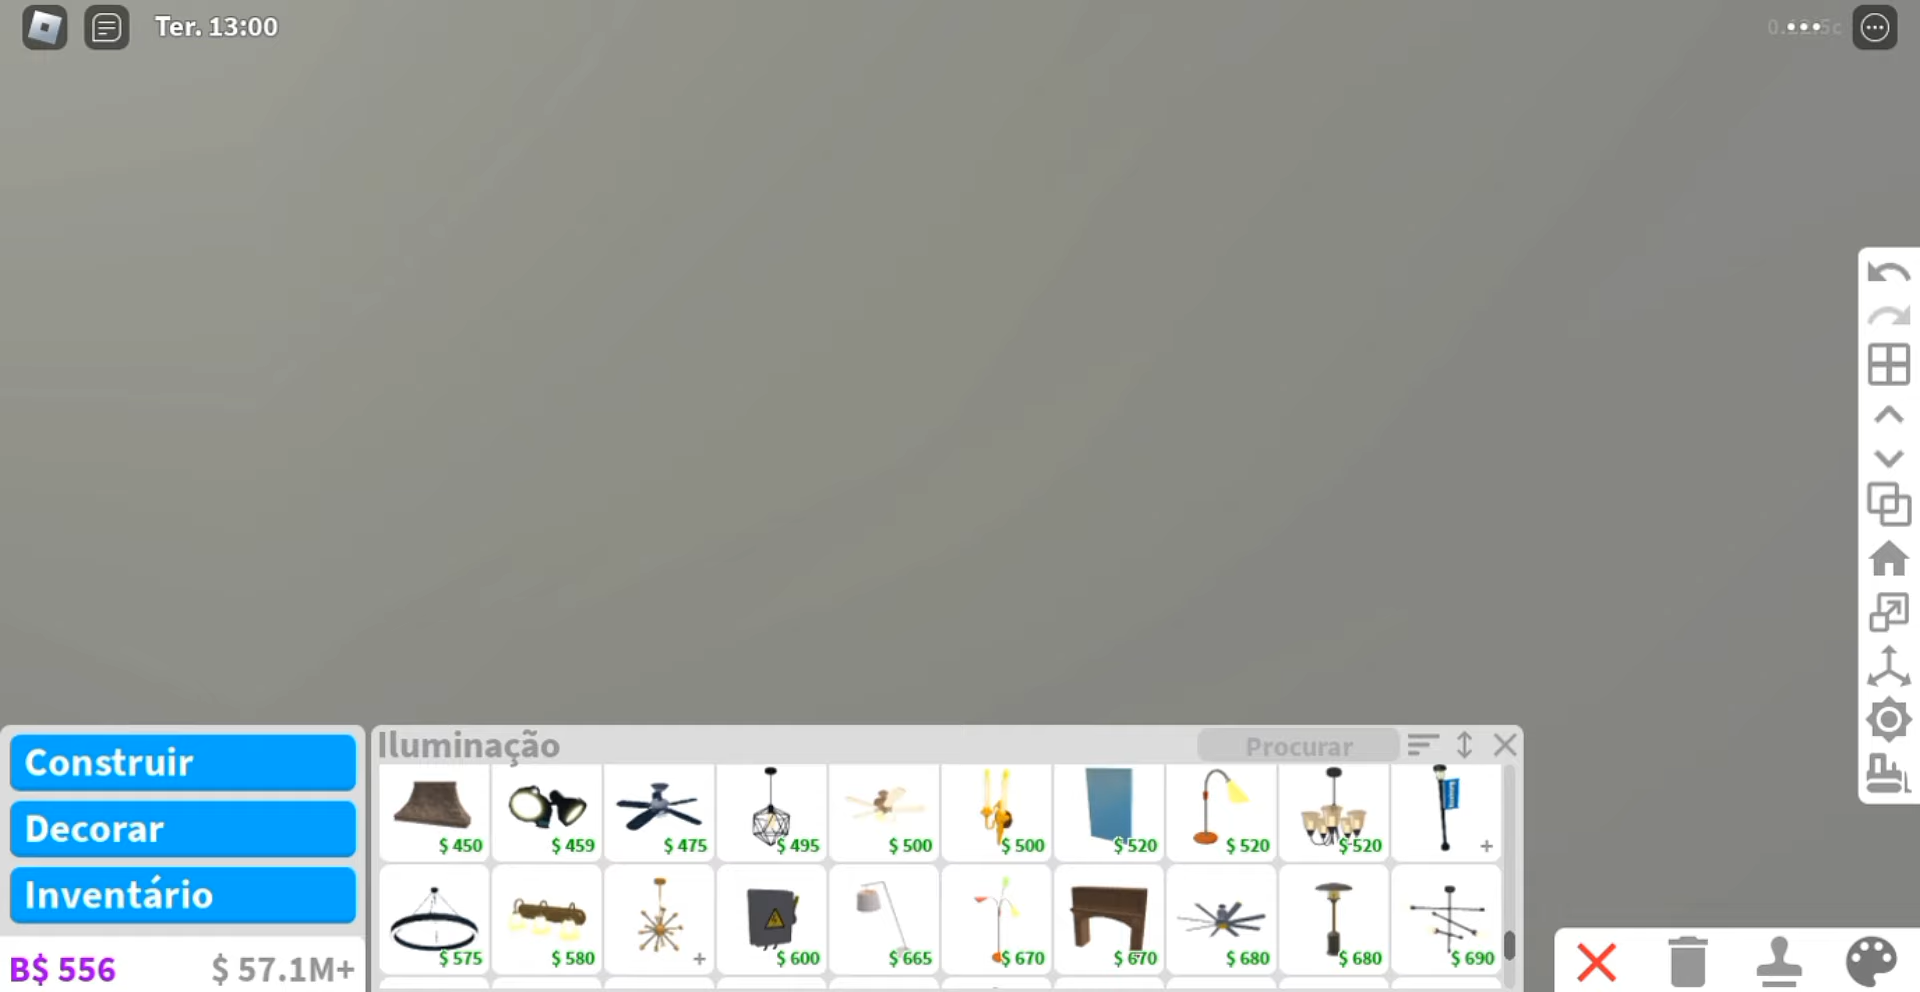 Ter. 13:00
Construir
Decorar
Inventário
B$ 556
$ 57.1M+
Iluminação
Procurar
$ 450
$ 459
$ 475
$ 495
$ 500
$ 500
$ 520
$ 520
$ 520
+
$ 575
$ 580
+
$ 600
$ 665
$ 670
$ 670
$ 680
$ 680
$ 690